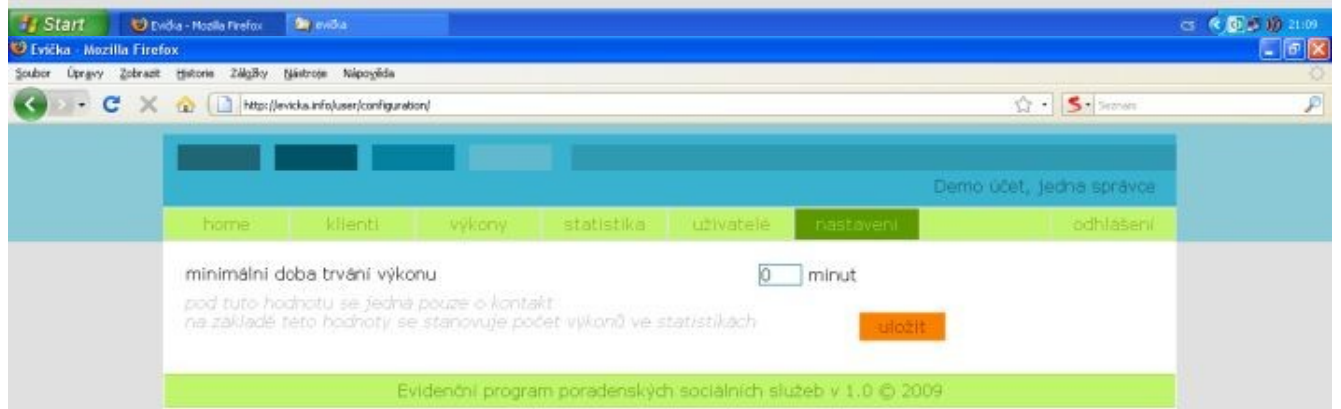 Start Evička - Mozilla Firefox evička CS 21:09
Evička - Mozilla Firefox
Soubor Úpravy Zobrazit Historie Záložky Nástroje Nápověda
http://evicka.info/user/configuration/ Seznam
Demo účet, jedna správce
home klienti výkony statistika uživatelé nastavení odhlášení
minimální doba trvání výkonu 0 minut
pod tuto hodnotu se jedná pouze o kontakt
na základě této hodnoty se stanovuje počet výkonů ve statistikách
uložit
Evidenční program poradenských sociálních služeb v 1.0 © 2009